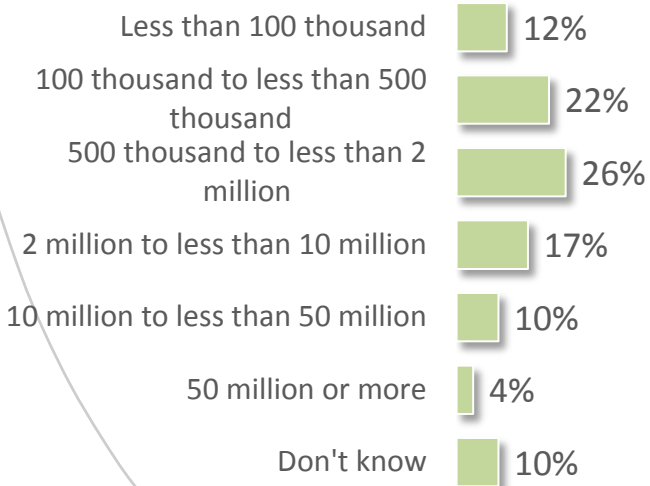 Less than 100 thousand 12%
100 thousand to less than 500
thousand 22%
500 thousand to less than 2
million 26%
2 million to less than 10 million 17%
10 million to less than 50 million 10%
50 million or more 4%
Don't know 10%